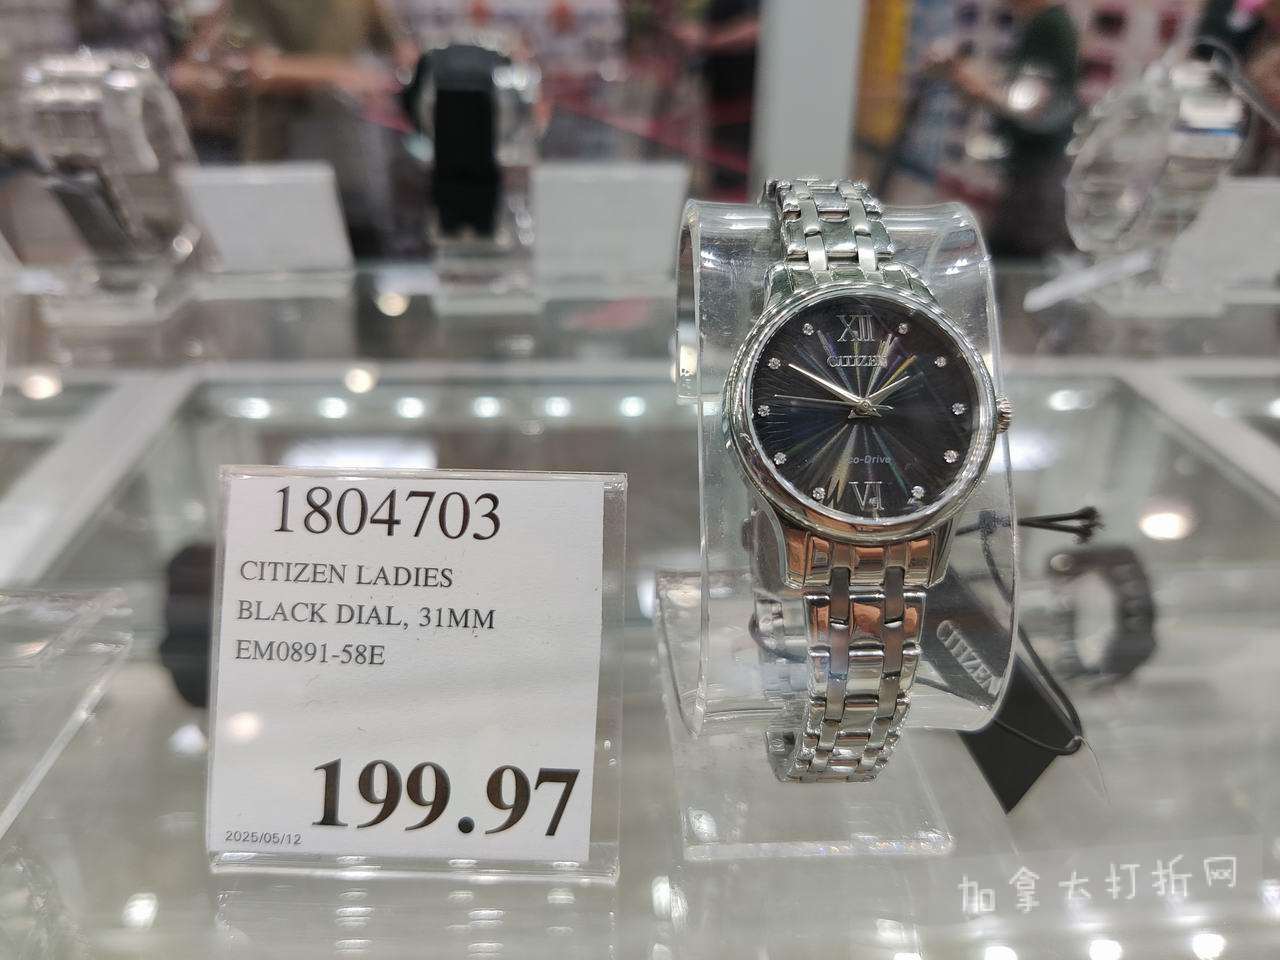 1804703
CITIZEN LADIES
BLACK DIAL, 31MM
EM0891-58E
199.97
2025/05/12
XII
CITIZEN
Eco-Drive
VI
CITIZEN
加拿大打折网